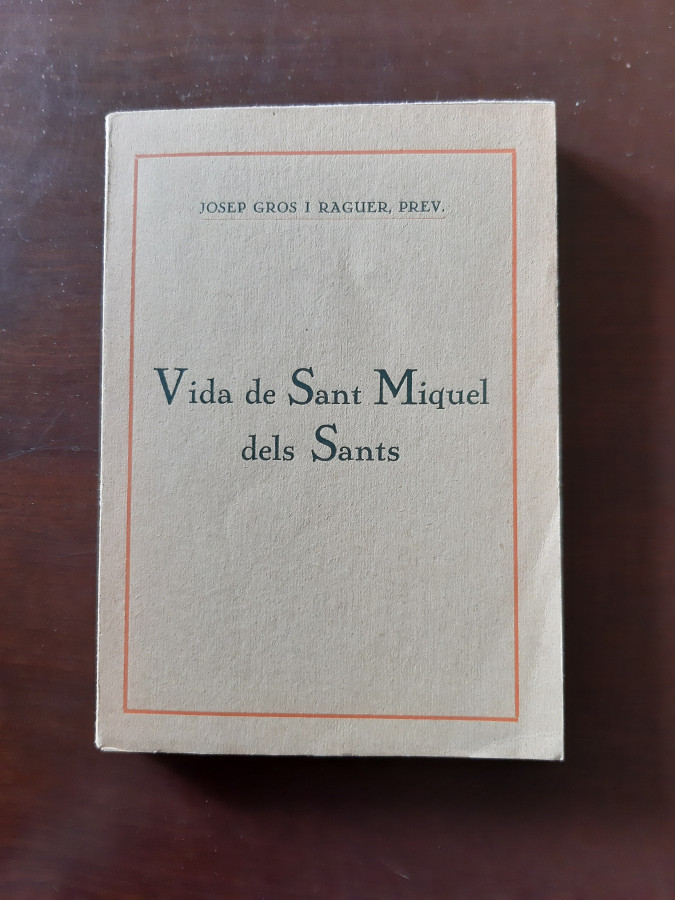 JOSEP GROS I RAGUER, PREV.
Vida de Sant Miquel
dels Sants